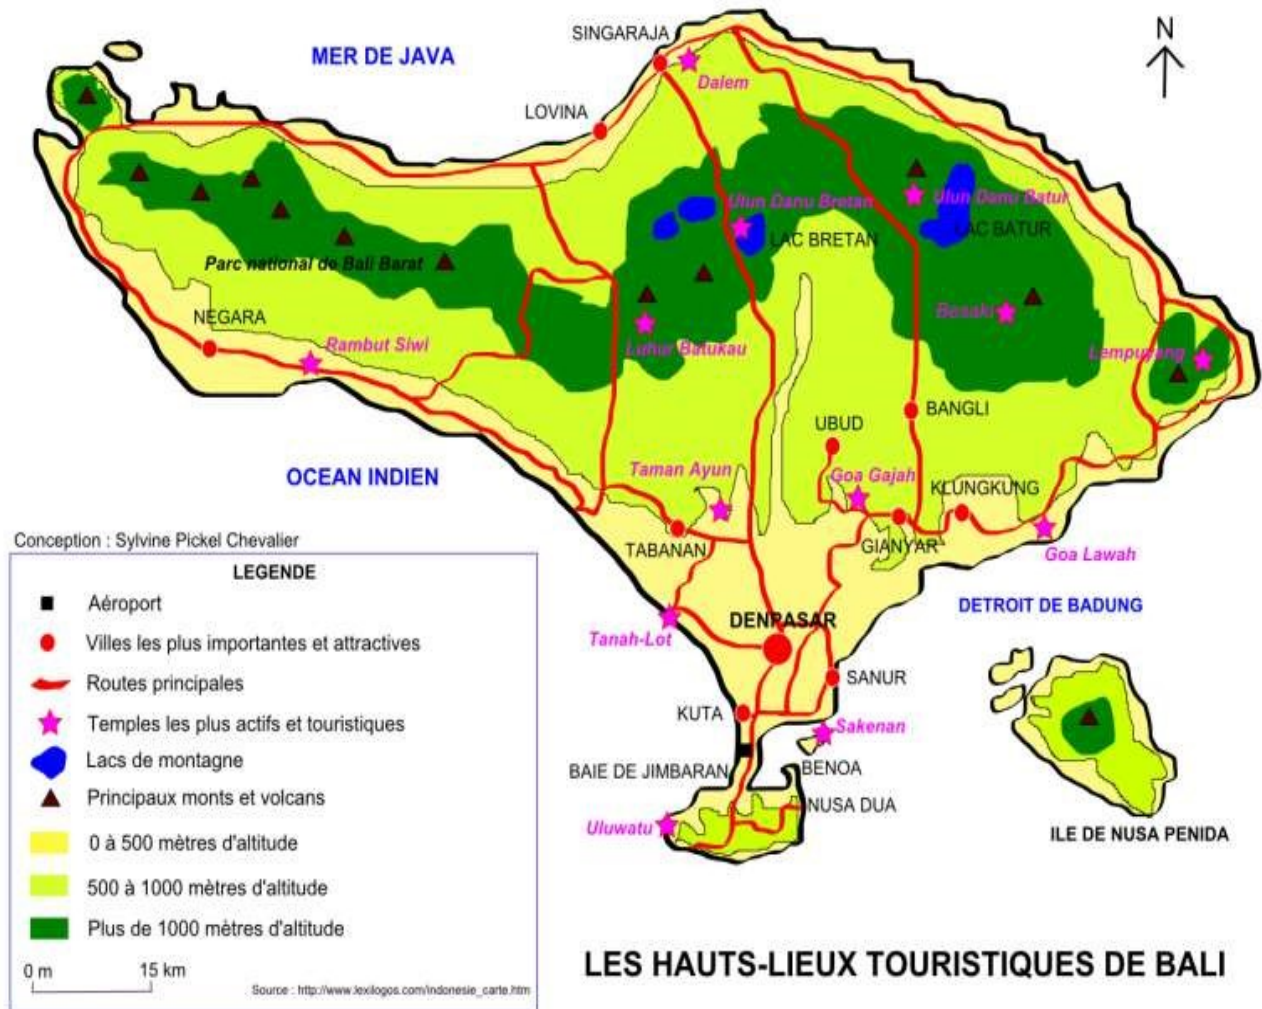 MER DE JAVA
SINGARAJA
N
Dalem
LOVINA
Ulun Danu Bretan
Ulun Danu Batur
LAC BRETAN
LAC BATUR
Parc national de Bali Barat
NEGARA
Rambut Siwi
Luhur Batukau
Besaki
Lempuyang
BANGLI
UBUD
OCEAN INDIEN
Taman Ayun
Goa Gajah
KLUNGKUNG
TABANAN
GIANYAR
Goa Lawah
DETROIT DE BADUNG
Tanah-Lot
DENPASAR
SANUR
KUTA
Sakenan
BAIE DE JIMBARAN
BENOA
NUSA DUA
Uluwatu
ILE DE NUSA PENIDA
Conception : Sylvine Pickel Chevalier
LEGENDE
Aéroport
Villes les plus importantes et attractives
Routes principales
Temples les plus actifs et touristiques
Lacs de montagne
Principaux monts et volcans
0 à 500 mètres d'altitude
500 à 1000 mètres d'altitude
Plus de 1000 mètres d'altitude
0 m 15 km
Source : http://www.lexilogos.com/indonesie_carte.htm
LES HAUTS-LIEUX TOURISTIQUES DE BALI